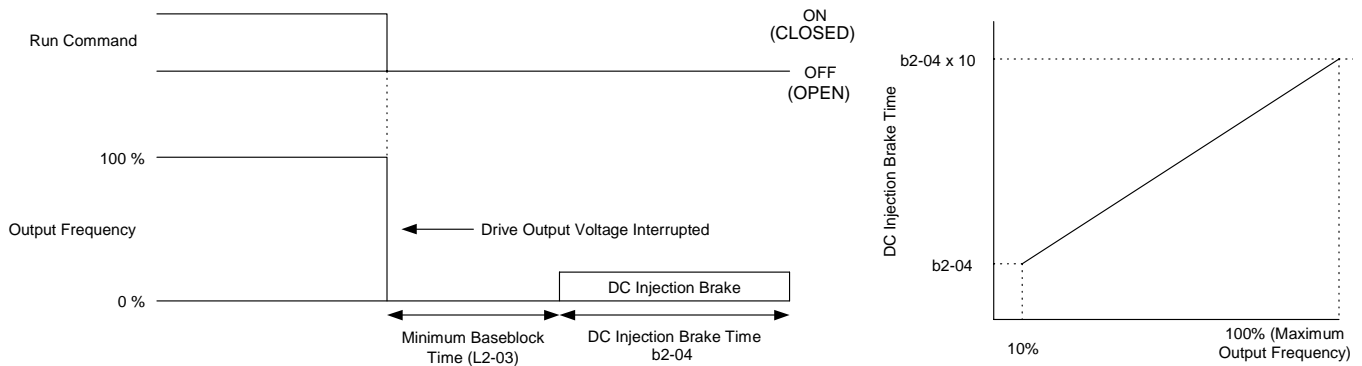 Run Command
ON
(CLOSED)
OFF
(OPEN)
100 %
Output Frequency
Drive Output Voltage Interrupted
0 %
DC Injection Brake
Minimum Baseblock
Time (L2-03)
DC Injection Brake Time
b2-04
DC Injection Brake Time
b2-04 x 10
b2-04
10%
100% (Maximum
Output Frequency)